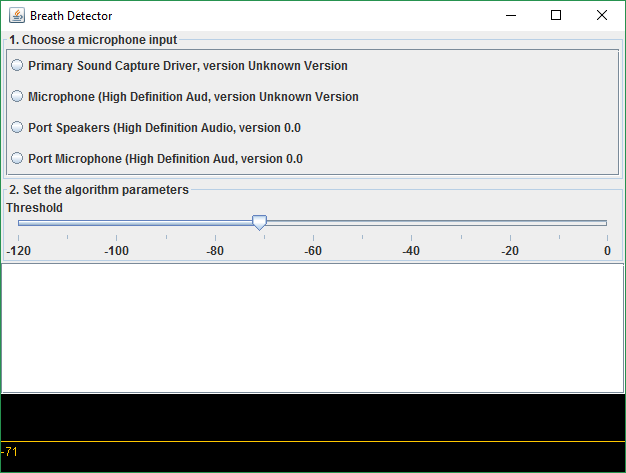 Breath Detector
1. Choose a microphone input
Primary Sound Capture Driver, version Unknown Version
Microphone (High Definition Aud, version Unknown Version
Port Speakers (High Definition Audio, version 0.0
Port Microphone (High Definition Aud, version 0.0
2. Set the algorithm parameters
Threshold
-120 -100 -80 -60 -40 -20 0
-71